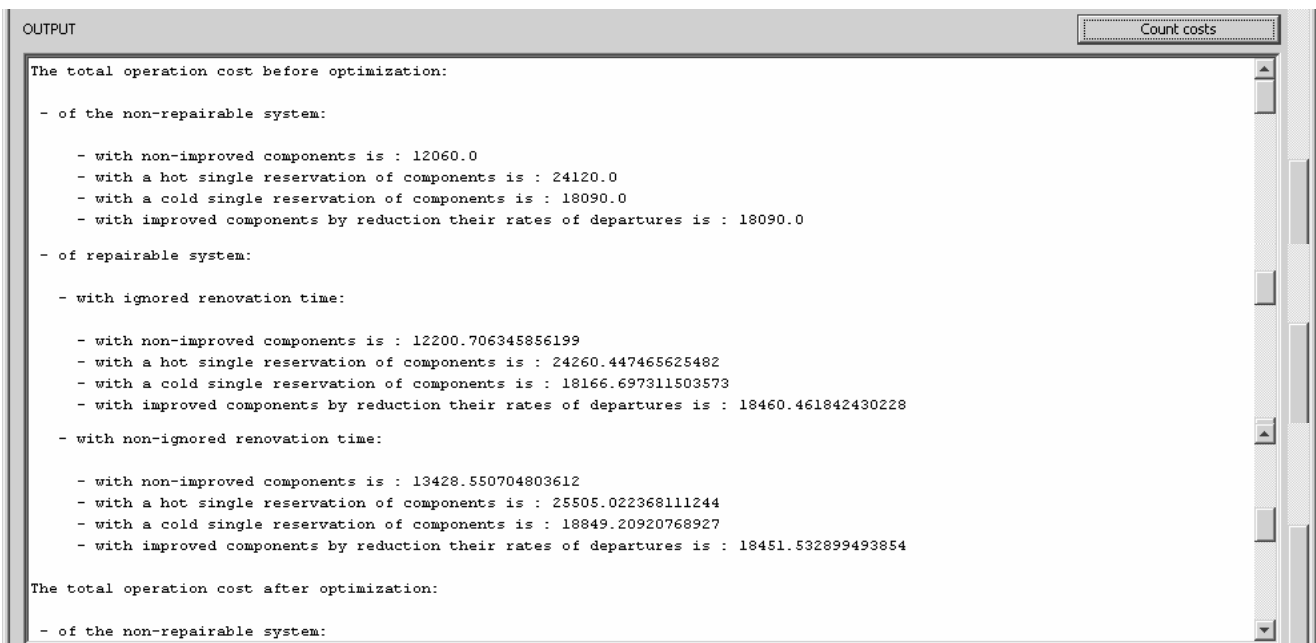 OUTPUT
Count costs
The total operation cost before optimization:
- of the non-repairable system:
- with non-improved components is : 12060.0
- with a hot single reservation of components is : 24120.0
- with a cold single reservation of components is : 18090.0
- with improved components by reduction their rates of departures is : 18090.0
- of repairable system:
- with ignored renovation time:
- with non-improved components is : 12200.706345856199
- with a hot single reservation of components is : 24260.447465625482
- with a cold single reservation of components is : 18166.697311503573
- with improved components by reduction their rates of departures is : 18460.461842430228
- with non-ignored renovation time:
- with non-improved components is : 13428.550704803612
- with a hot single reservation of components is : 25505.022368111244
- with a cold single reservation of components is : 18849.20920768927
- with improved components by reduction their rates of departures is : 18451.532899493854
The total operation cost after optimization:
- of the non-repairable system: